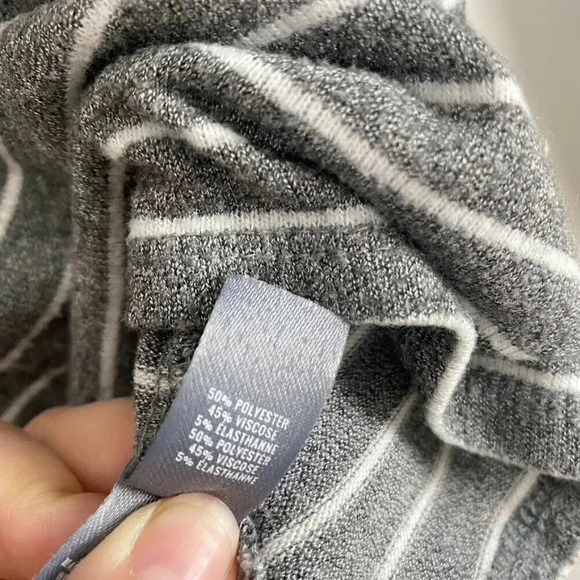 50% POLYESTER
45% VISCOSE
5% ÉLASTHANNE
50% POLYESTER
45% VISCOSE
5% ÉLASTHANNE